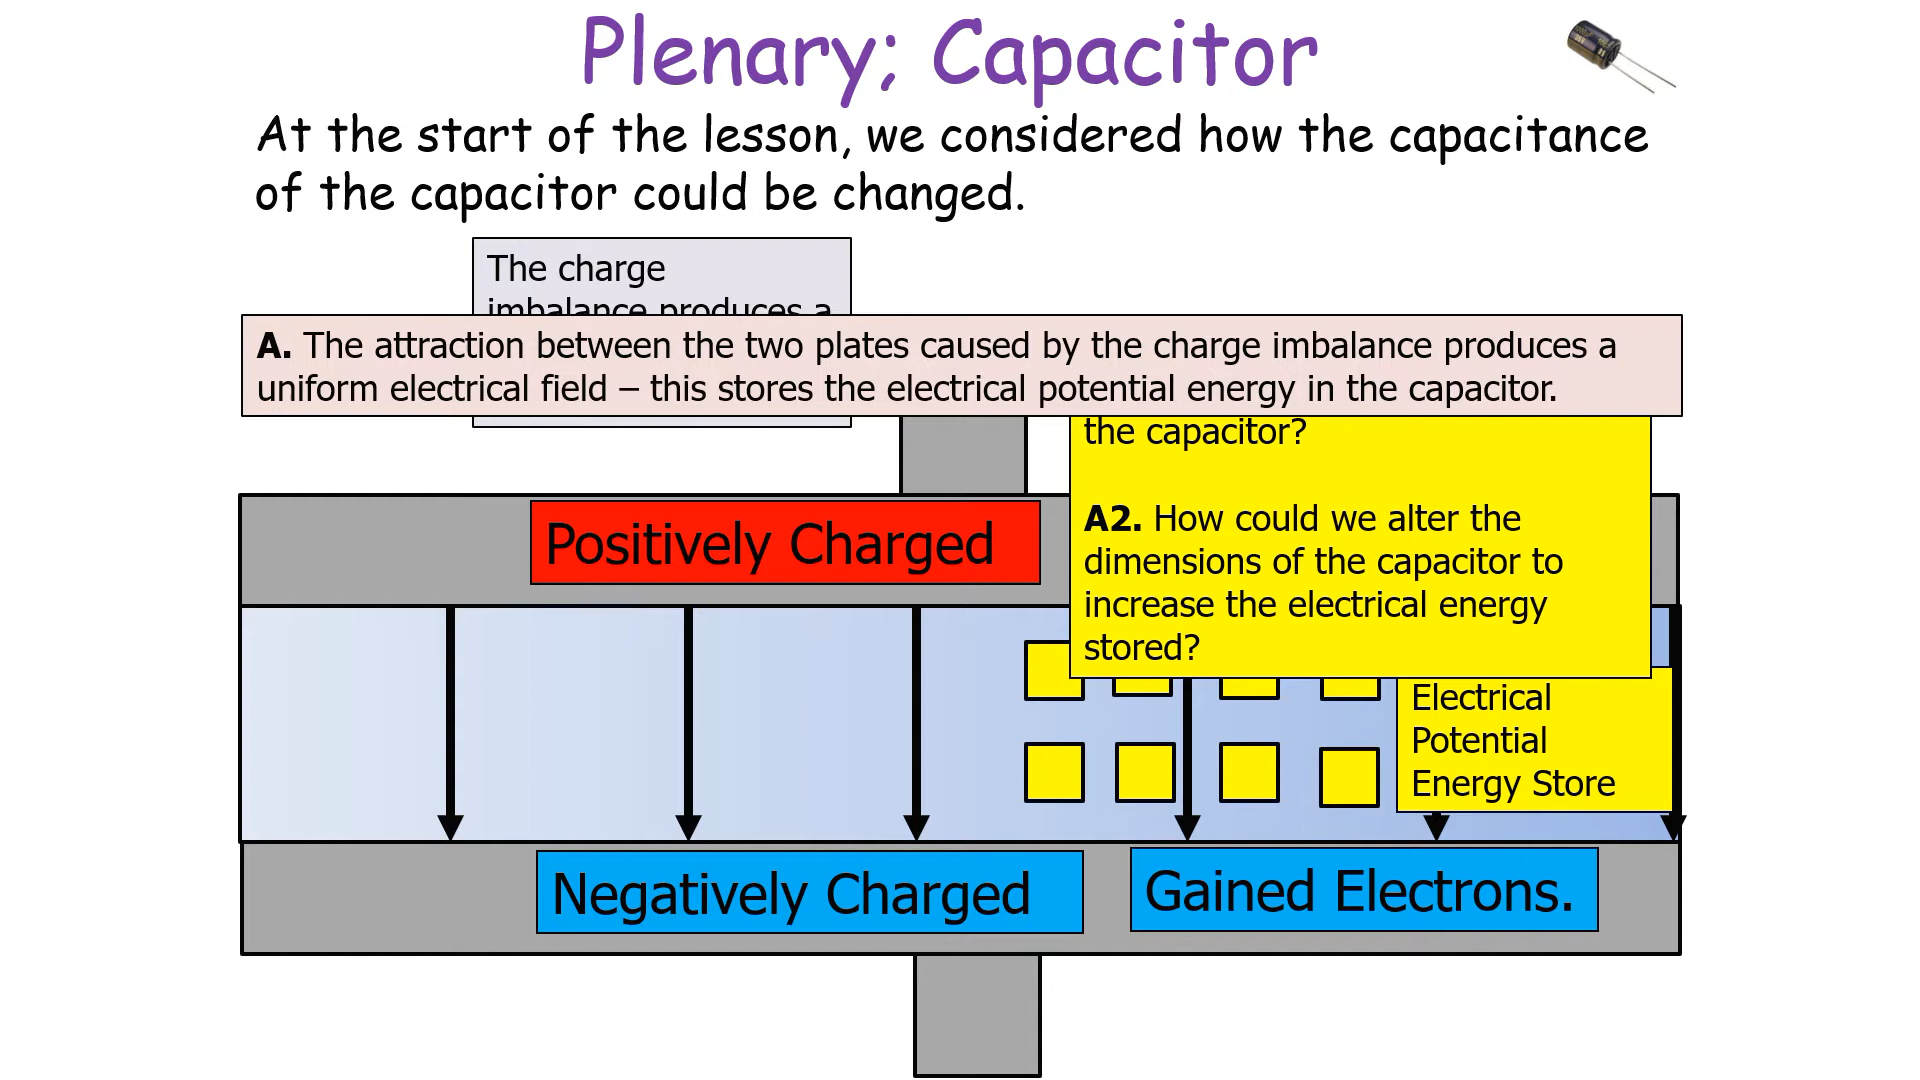 Plenary; Capacitor
At the start of the lesson, we considered how the capacitance
of the capacitor could be changed.
The charge
imbalance produces a
A. The attraction between the two plates caused by the charge imbalance produces a
uniform electrical field – this stores the electrical potential energy in the capacitor.
the capacitor?
A2. How could we alter the
dimensions of the capacitor to
increase the electrical energy
stored?
Positively Charged
Electrical
Potential
Energy Store
Negatively Charged
Gained Electrons.